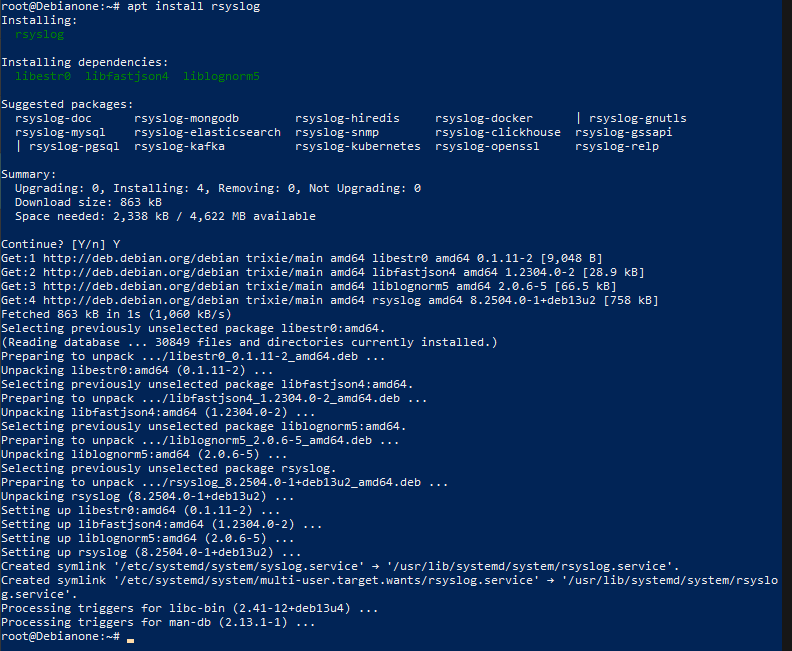 root@Debianone:~# apt install rsyslog
Installing:
  rsyslog

Installing dependencies:
  libestr0  libfastjson4  liblognorm5

Suggested packages:
  rsyslog-doc      rsyslog-mongodb        rsyslog-hiredis     rsyslog-docker      | rsyslog-gnutls
  rsyslog-mysql    rsyslog-elasticsearch  rsyslog-snmp        rsyslog-clickhouse  rsyslog-gssapi
  | rsyslog-pgsql  rsyslog-kafka          rsyslog-kubernetes  rsyslog-openssl     rsyslog-relp

Summary:
  Upgrading: 0, Installing: 4, Removing: 0, Not Upgrading: 0
  Download size: 863 kB
  Space needed: 2,338 kB / 4,622 MB available

Continue? [Y/n] Y
Get:1 http://deb.debian.org/debian trixie/main amd64 libestr0 amd64 0.1.11-2 [9,048 B]
Get:2 http://deb.debian.org/debian trixie/main amd64 libfastjson4 amd64 1.2304.0-2 [28.9 kB]
Get:3 http://deb.debian.org/debian trixie/main amd64 liblognorm5 amd64 2.0.6-5 [66.5 kB]
Get:4 http://deb.debian.org/debian trixie/main amd64 rsyslog amd64 8.2504.0-1+deb13u2 [758 kB]
Fetched 863 kB in 1s (1,060 kB/s)
Selecting previously unselected package libestr0:amd64.
(Reading database ... 30849 files and directories currently installed.)
Preparing to unpack .../libestr0_0.1.11-2_amd64.deb ...
Unpacking libestr0:amd64 (0.1.11-2) ...
Selecting previously unselected package libfastjson4:amd64.
Preparing to unpack .../libfastjson4_1.2304.0-2_amd64.deb ...
Unpacking libfastjson4:amd64 (1.2304.0-2) ...
Selecting previously unselected package liblognorm5:amd64.
Preparing to unpack .../liblognorm5_2.0.6-5_amd64.deb ...
Unpacking liblognorm5:amd64 (2.0.6-5) ...
Selecting previously unselected package rsyslog.
Preparing to unpack .../rsyslog_8.2504.0-1+deb13u2_amd64.deb ...
Unpacking rsyslog (8.2504.0-1+deb13u2) ...
Setting up libestr0:amd64 (0.1.11-2) ...
Setting up libfastjson4:amd64 (1.2304.0-2) ...
Setting up liblognorm5:amd64 (2.0.6-5) ...
Setting up rsyslog (8.2504.0-1+deb13u2) ...
Created symlink '/etc/systemd/system/syslog.service' → '/usr/lib/systemd/system/rsyslog.service'.
Created symlink '/etc/systemd/system/multi-user.target.wants/rsyslog.service' → '/usr/lib/systemd/system/rsyslo
g.service'.
Processing triggers for libc-bin (2.41-12+deb13u4) ...
Processing triggers for man-db (2.13.1-1) ...
root@Debianone:~#